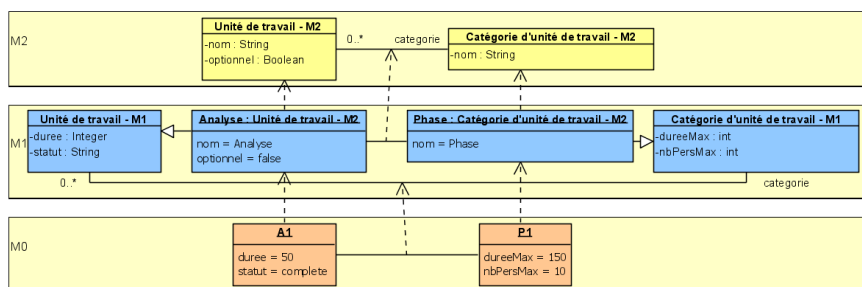 M2
Unité de travail - M2
-nom : String
-optionnel : Boolean
0..*
categorie
Catégorie d'unité de travail - M2
-nom : String
M1
Unité de travail - M1
-duree : Integer
-statut : String
Analyse : Unité de travail - M2
nom = Analyse
optionnel = false
Phase : Catégorie d'unité de travail - M2
nom = Phase
Catégorie d'unité de travail - M1
-dureeMax : int
-nbPersMax : int
0..*
categorie
M0
A1
duree = 50
statut = complete
P1
dureeMax = 150
nbPersMax = 10